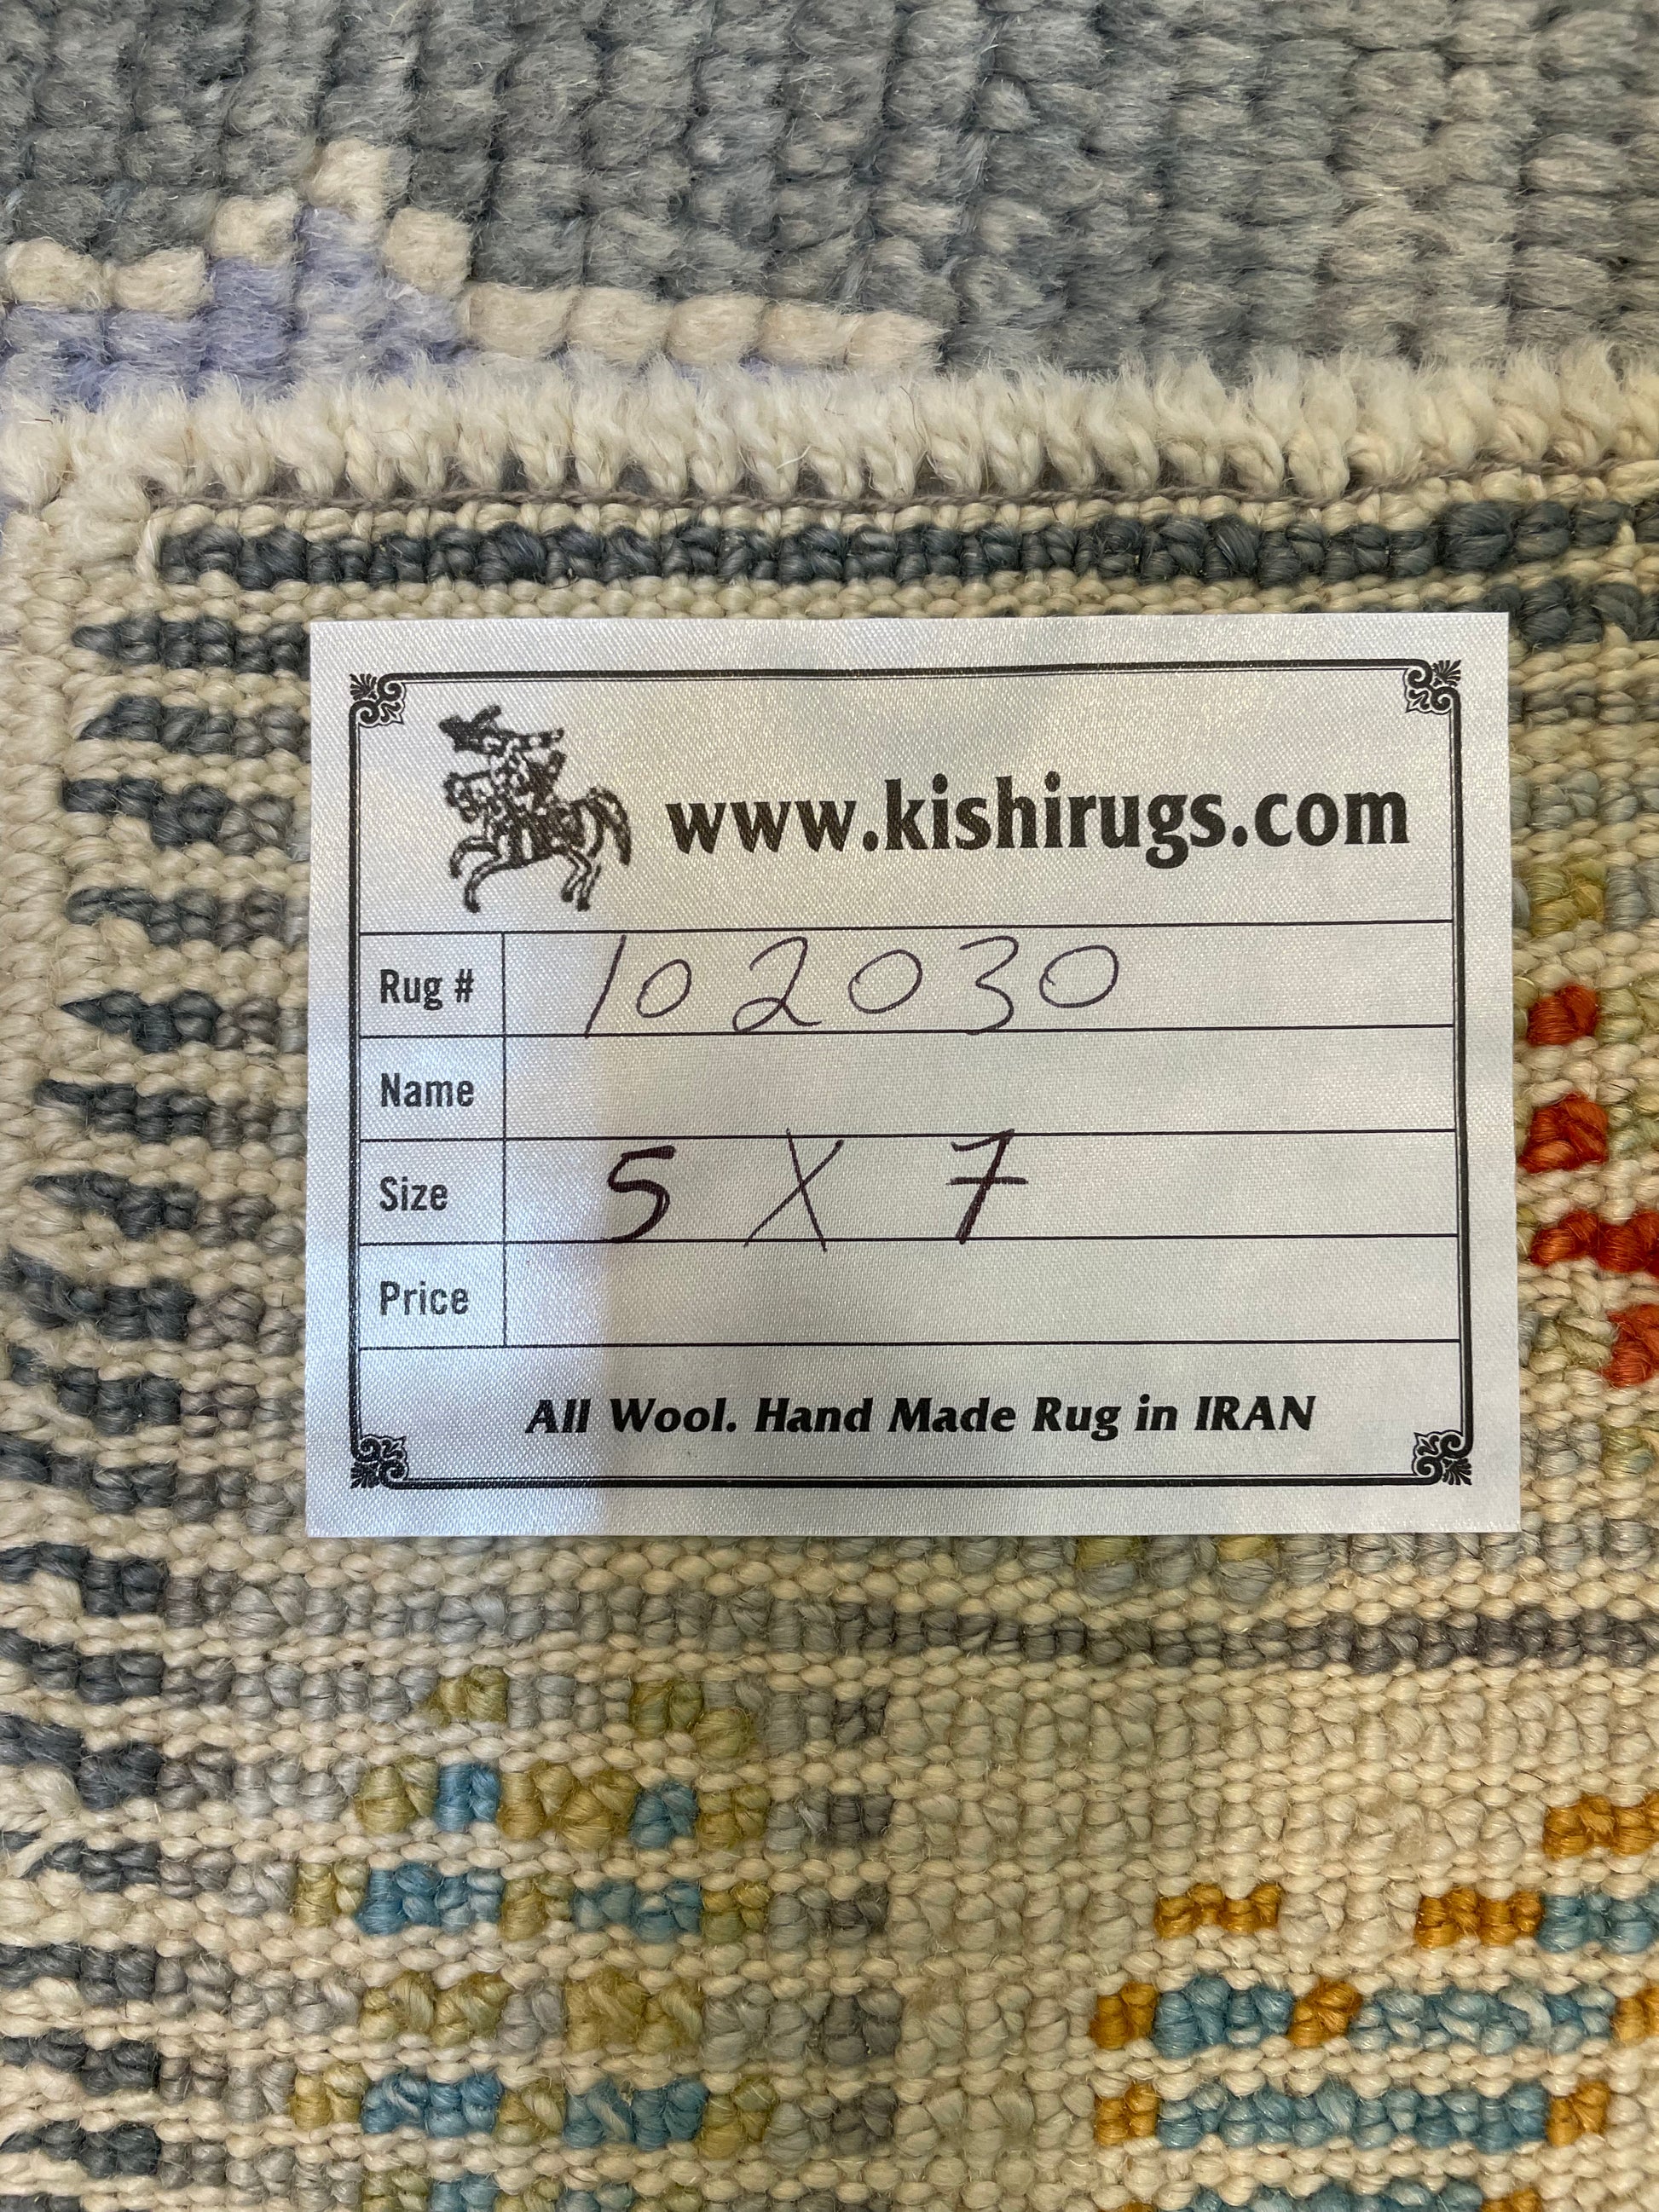 www.kishirugs.com
Rug # 102030
Name
Size 5 X 7
Price
All Wool. Hand Made Rug in IRAN